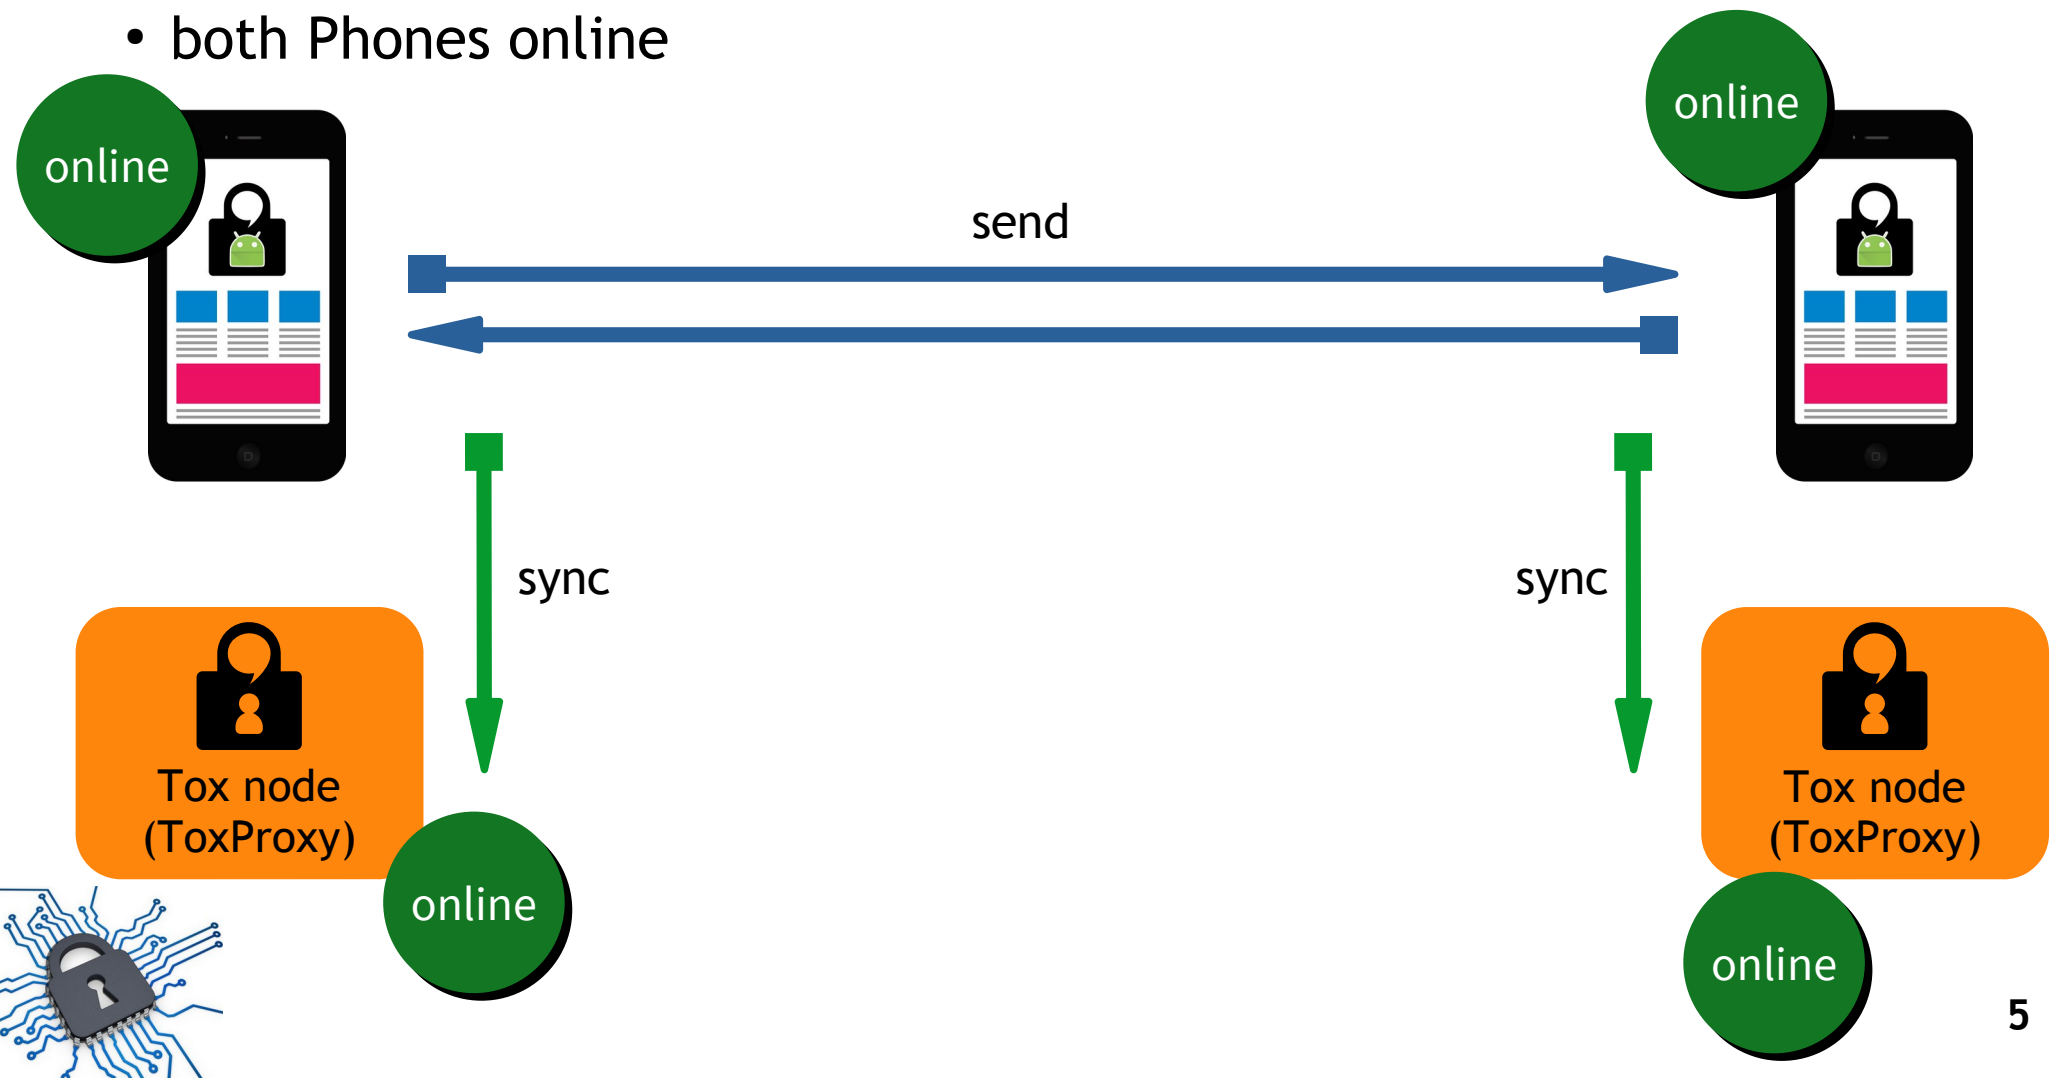 • both Phones online
online
online
send
sync
sync
Tox node
(ToxProxy)
Tox node
(ToxProxy)
online
online
5